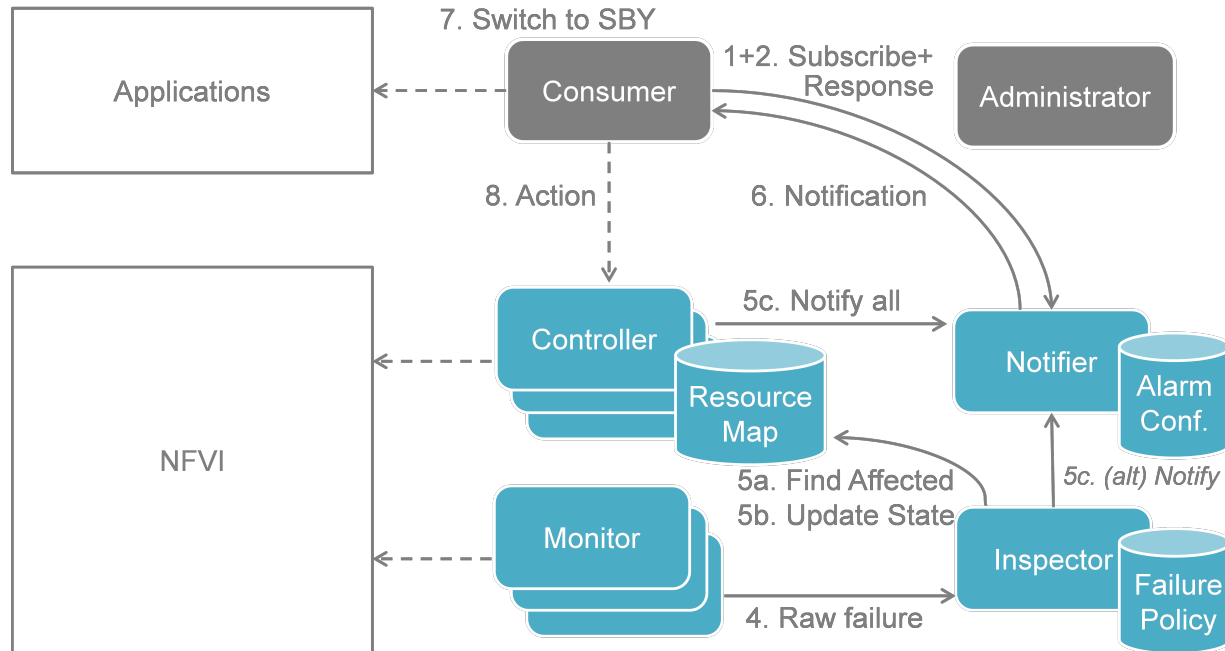 7. Switch to SBY
Applications
Consumer
1+2. Subscribe+
Response
Administrator
8. Action
6. Notification
5c. Notify all
Controller
Notifier
Resource
Map
Alarm
Conf.
NFVI
5a. Find Affected
5b. Update State
5c. (alt) Notify
Monitor
Inspector
Failure
Policy
4. Raw failure